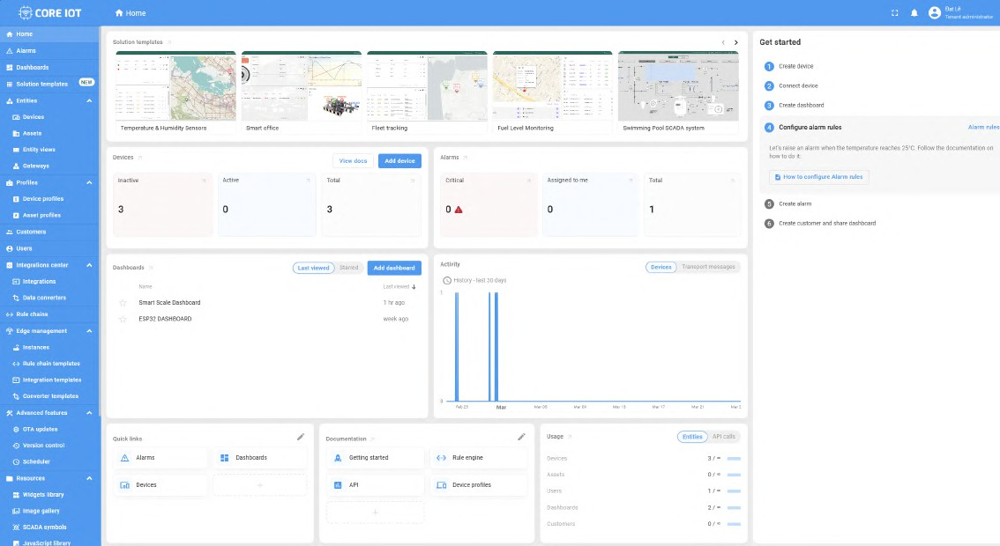 CORE IOT
Home
Đạt Lê
Tenant administrator
Home
Alarms
Dashboards
Solution templates NEW
Entities
Devices
Assets
Entity views
Gateways
Profiles
Device profiles
Asset profiles
Customers
Users
Integrations center
Integrations
Data converters
Rule chains
Edge management
Instances
Rule chain templates
Integration templates
Converter templates
Advanced features
OTA updates
Version control
Scheduler
Resources
Widgets library
Image gallery
SCADA symbols
JavaScript library
Solution templates
Temperature & Humidity Sensors
Smart office
Fleet tracking
Fuel Level Monitoring
Swimming Pool SCADA system
Devices
View docs
Add device
Inactive
3
Active
0
Total
3
Alarms
Critical
0
Assigned to me
0
Total
1
Dashboards
Last viewed Starred
Add dashboard
Name Last viewed
Smart Scale Dashboard 1 hr ago
ESP32 DASHBOARD week ago
Activity
Devices Transport messages
History - last 30 days
1
0
Feb 23 Mar Mar 05 Mar 09 Mar 13 Mar 17 Mar 21 Mar 2
Quick links
Alarms
Dashboards
Devices
+
Documentation
Getting started
Rule engine
API
Device profiles
+
Usage
Entities API calls
Devices 3 / ∞
Assets 0 / ∞
Users 1 / ∞
Dashboards 2 / ∞
Customers 0 / ∞
Get started
1 Create device
2 Connect device
3 Create dashboard
4 Configure alarm rules Alarm rules
Let's raise an alarm when the temperature reaches 25°C. Follow the documentation on
how to do it:
How to configure Alarm rules
5 Create alarm
6 Create customer and share dashboard